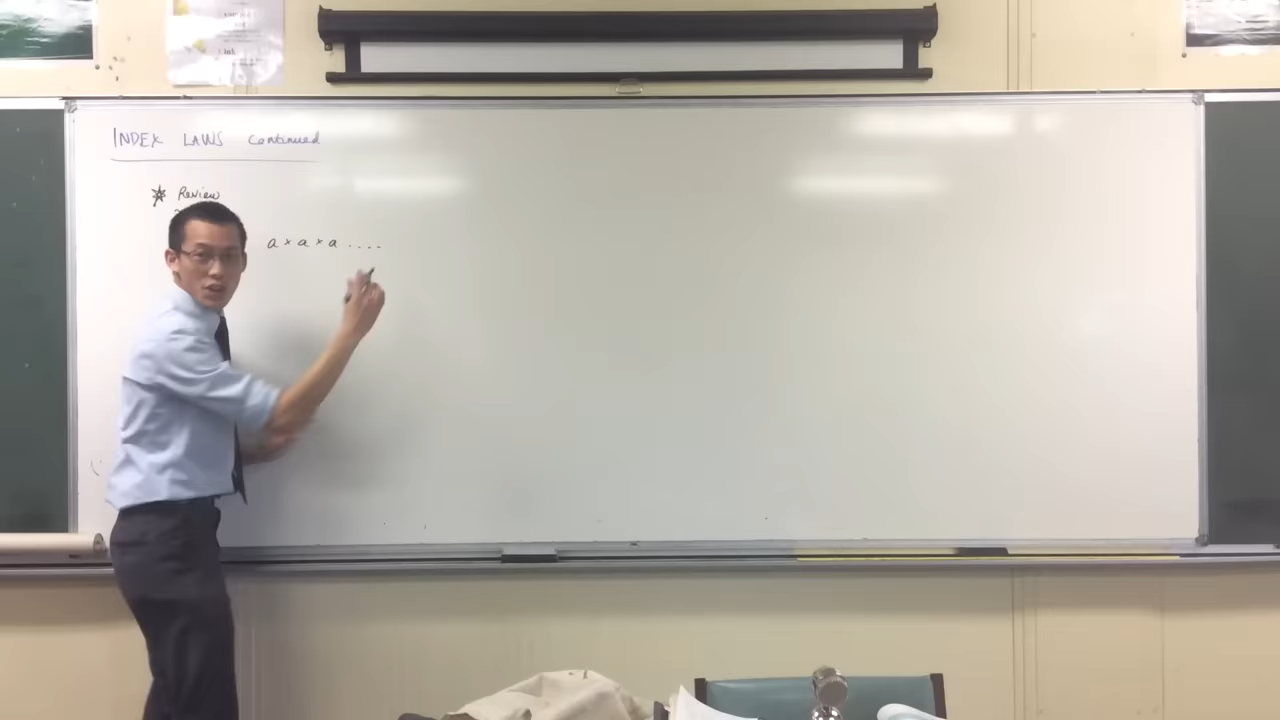 INDEX LAWS continued
* Review
a × a × a ....